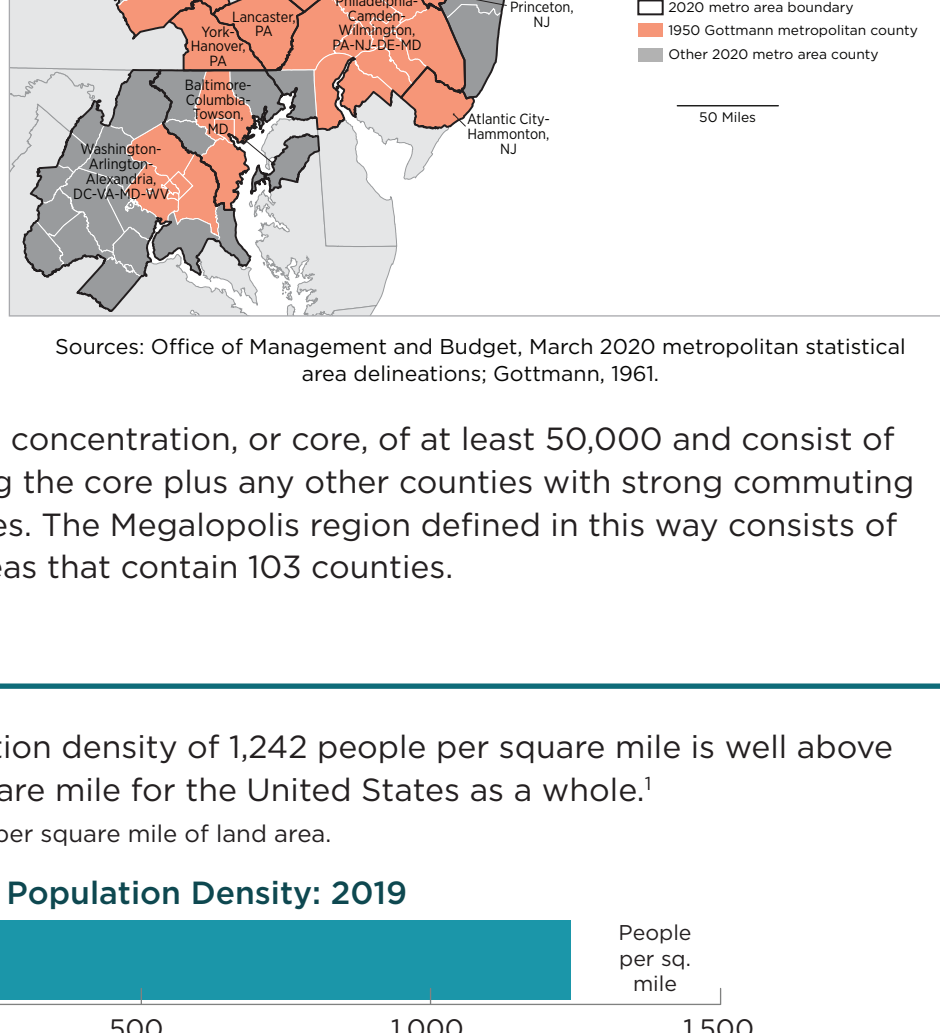 Philadelphia-
Camden-
Wilmington,
PA-NJ-DE-MD
Lancaster,
PA
York-
Hanover,
PA
Princeton,
NJ
2020 metro area boundary
1950 Gottmann metropolitan county
Other 2020 metro area county
50 Miles
Baltimore-
Columbia-
Towson,
MD
Atlantic City-
Hammonton,
NJ
Washington-
Arlington-
Alexandria,
DC-VA-MD-WV
Sources: Office of Management and Budget, March 2020 metropolitan statistical
area delineations; Gottmann, 1961.
concentration, or core, of at least 50,000 and consist of
the core plus any other counties with strong commuting
The Megalopolis region defined in this way consists of
that contain 103 counties.
density of 1,242 people per square mile is well above
mile for the United States as a whole.¹
per square mile of land area.
Population Density: 2019
People
per sq.
mile
500
1,000
1,500